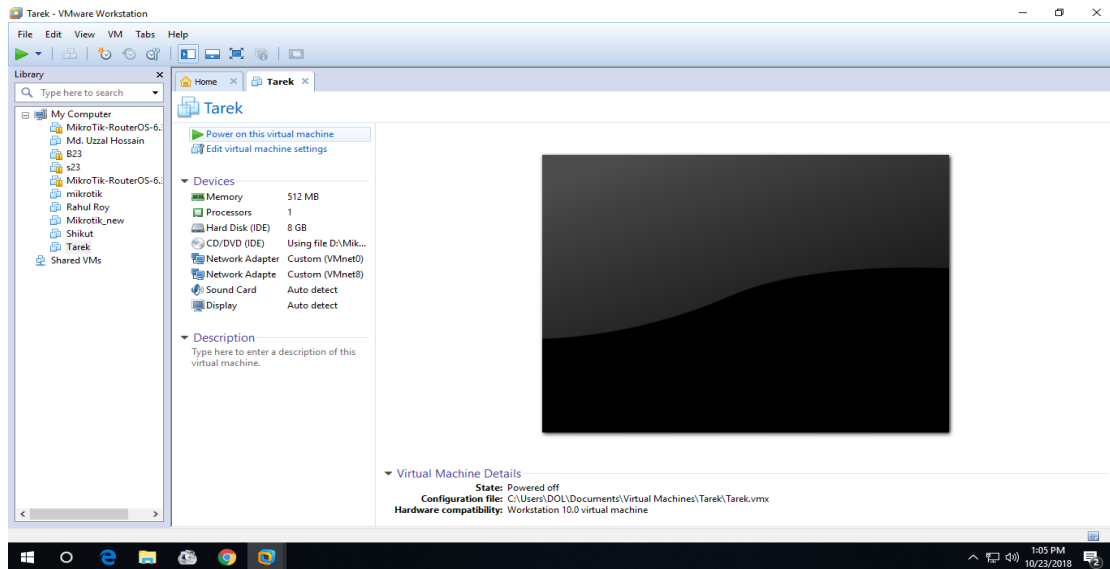 Tarek - VMware Workstation
File Edit View VM Tabs Help
Library
Type here to search
My Computer
MikroTik-RouterOS-6.
Md. Uzzal Hossain
B23
s23
MikroTik-RouterOS-6.
mikrotik
Rahul Roy
Mikrotik_new
Shikut
Tarek
Shared VMs
Home
Tarek
Tarek
Power on this virtual machine
Edit virtual machine settings
Devices
Memory 512 MB
Processors 1
Hard Disk (IDE) 8 GB
CD/DVD (IDE) Using file D:\Mik...
Network Adapter Custom (VMnet0)
Network Adapte Custom (VMnet8)
Sound Card Auto detect
Display Auto detect
Description
Type here to enter a description of this
virtual machine.
Virtual Machine Details
State: Powered off
Configuration file: C:\Users\DOL\Documents\Virtual Machines\Tarek\Tarek.vmx
Hardware compatibility: Workstation 10.0 virtual machine
1:05 PM
10/23/2018
2